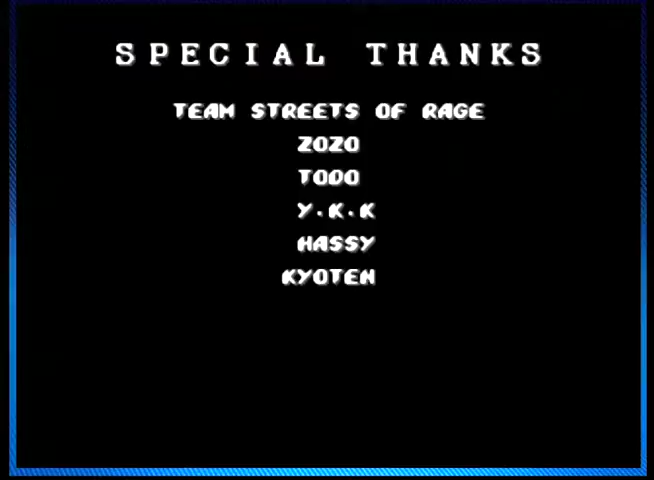 SPECIAL THANKS
TEAM STREETS OF RAGE
ZOZO
TODO
Y.K.K
HASSY
KYOTEN